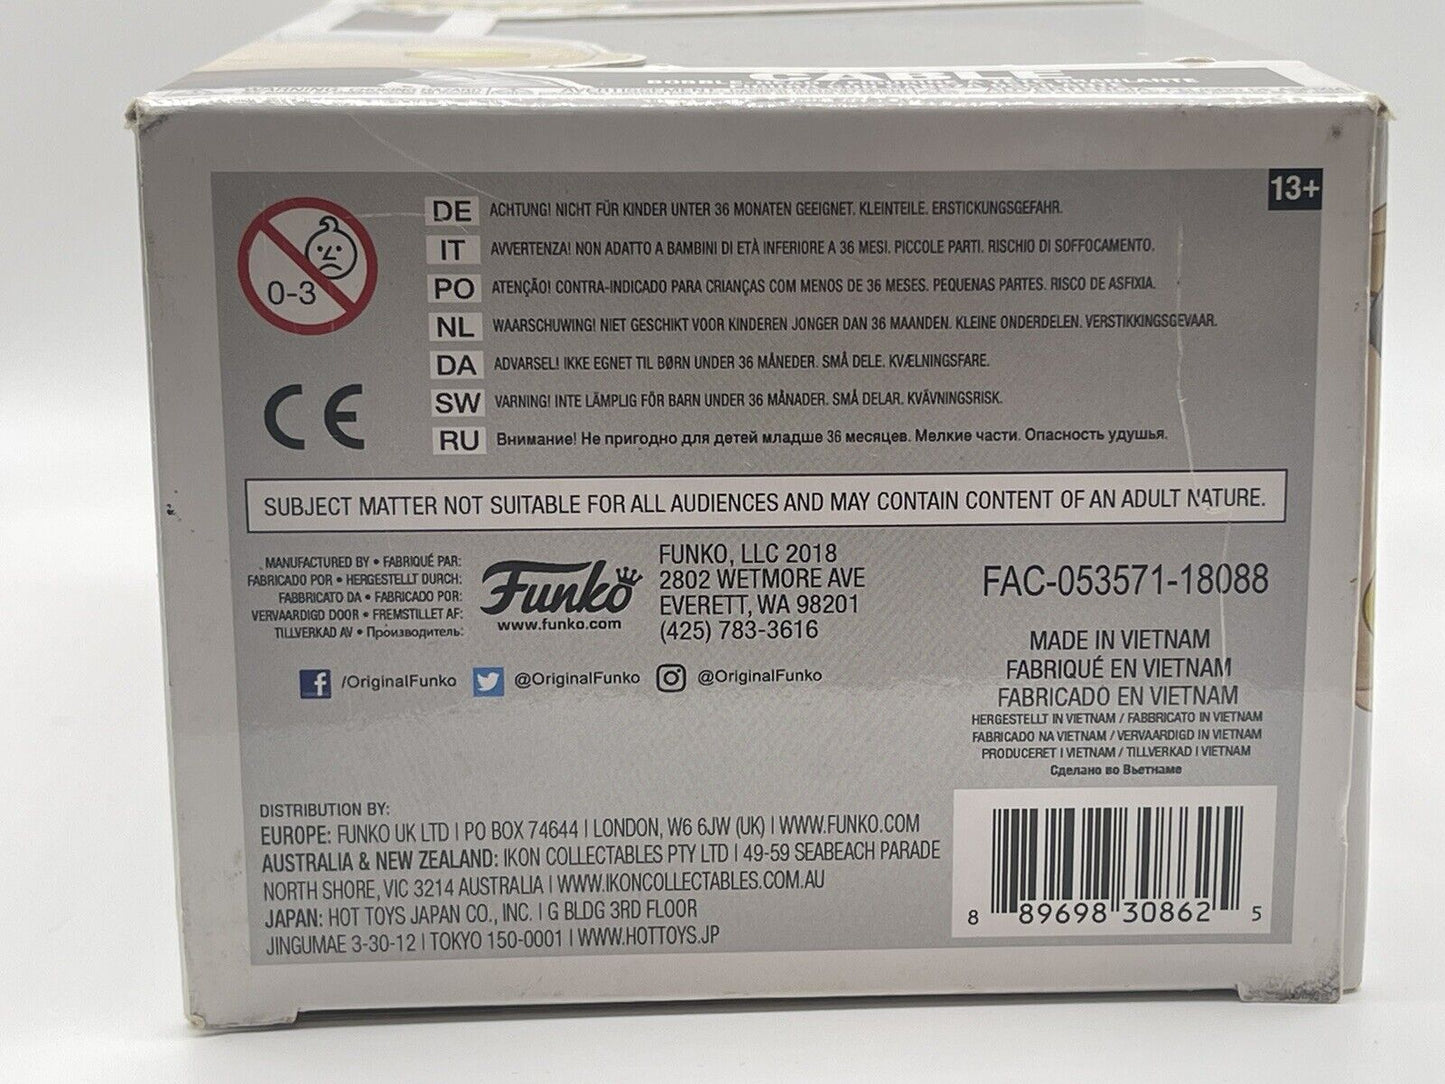 CABLE
13+
0-3
DE ACHTUNG! NICHT FÜR KINDER UNTER 36 MONATEN GEEIGNET. KLEINTEILE. ERSTICKUNGSGEFAHR.
IT AVVERTENZA! NON ADATTO A BAMBINI DI ETÀ INFERIORE A 36 MESI. PICCOLE PARTI. RISCHIO DI SOFFOCAMENTO.
PO ATENÇÃO! CONTRA-INDICADO PARA CRIANÇAS COM MENOS DE 36 MESES. PEQUENAS PARTES. RISCO DE ASFIXIA.
NL WAARSCHUWING! NIET GESCHIKT VOOR KINDEREN JONGER DAN 36 MAANDEN. KLEINE ONDERDELEN. VERSTIKKINGSGEVAAR.
DA ADVARSEL! IKKE EGNET TIL BØRN UNDER 36 MÅNEDER. SMÅ DELE. KVÆLNINGSFARE.
SW VARNING! INTE LÄMPLIG FÖR BARN UNDER 36 MÅNADER. SMÅ DELAR. KVÄVNINGSRISK.
RU Внимание! Не пригодно для детей младше 36 месяцев. Мелкие части. Опасность удушья.
CE
SUBJECT MATTER NOT SUITABLE FOR ALL AUDIENCES AND MAY CONTAIN CONTENT OF AN ADULT NATURE.
MANUFACTURED BY • FABRIQUÉ PAR:
FABRICADO POR • HERGESTELLT DURCH:
FABBRICATO DA • FABRICADO POR:
VERVAARDIGD DOOR • FREMSTILLET AF:
TILLVERKAD AV • Производитель:
Funko
www.funko.com
FUNKO, LLC 2018
2802 WETMORE AVE
EVERETT, WA 98201
(425) 783-3616
FAC-053571-18088
f /OriginalFunko @OriginalFunko @OriginalFunko
MADE IN VIETNAM
FABRIQUÉ EN VIETNAM
FABRICADO EN VIETNAM
HERGESTELLT IN VIETNAM / FABBRICATO IN VIETNAM
FABRICADO NA VIETNAM / VERVAARDIGD IN VIETNAM
PRODUCERET I VIETNAM / TILLVERKAD I VIETNAM
Сделано во Вьетнаме
DISTRIBUTION BY:
EUROPE: FUNKO UK LTD | PO BOX 74644 | LONDON, W6 6JW (UK) | WWW.FUNKO.COM
AUSTRALIA & NEW ZEALAND: IKON COLLECTABLES PTY LTD | 49-59 SEABEACH PARADE
NORTH SHORE, VIC 3214 AUSTRALIA | WWW.IKONCOLLECTABLES.COM.AU
JAPAN: HOT TOYS JAPAN CO., INC. | G BLDG 3RD FLOOR
JINGUMAE 3-30-12 | TOKYO 150-0001 | WWW.HOTTOYS.JP
8 89698 30862 5